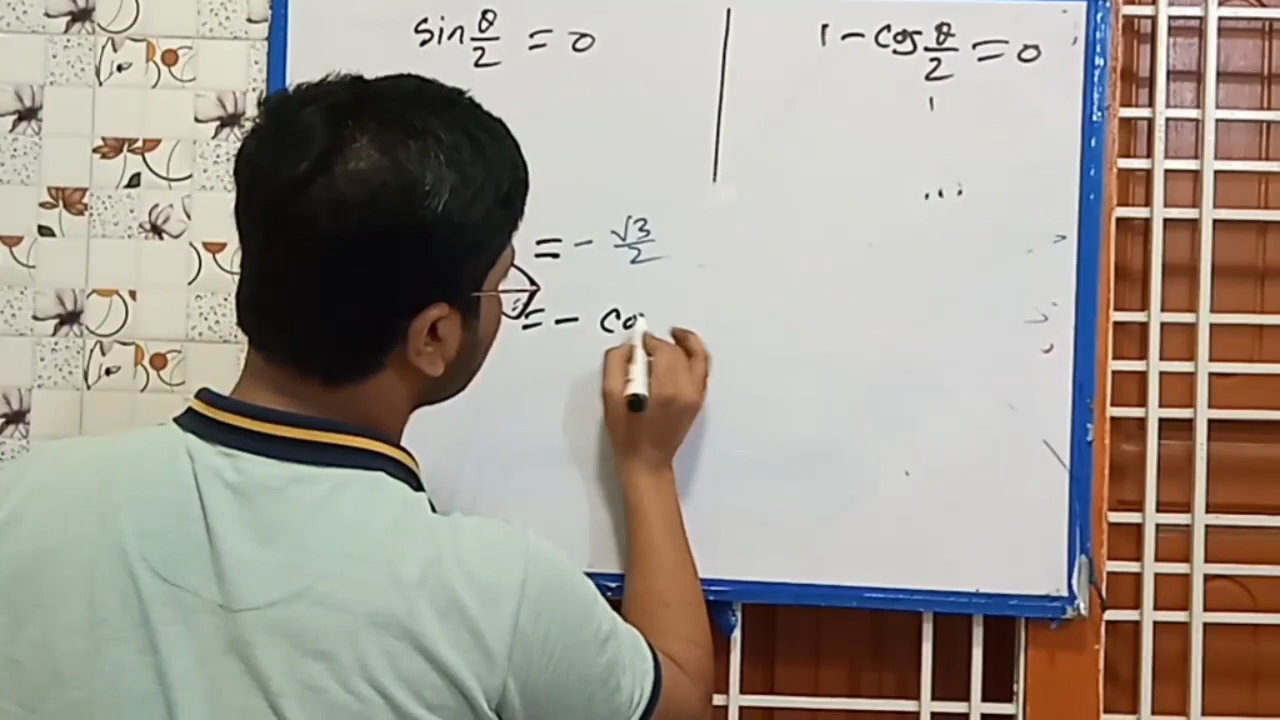 sin θ/2 = 0
1 - cos θ/2 = 0
= - √3/2
= - co